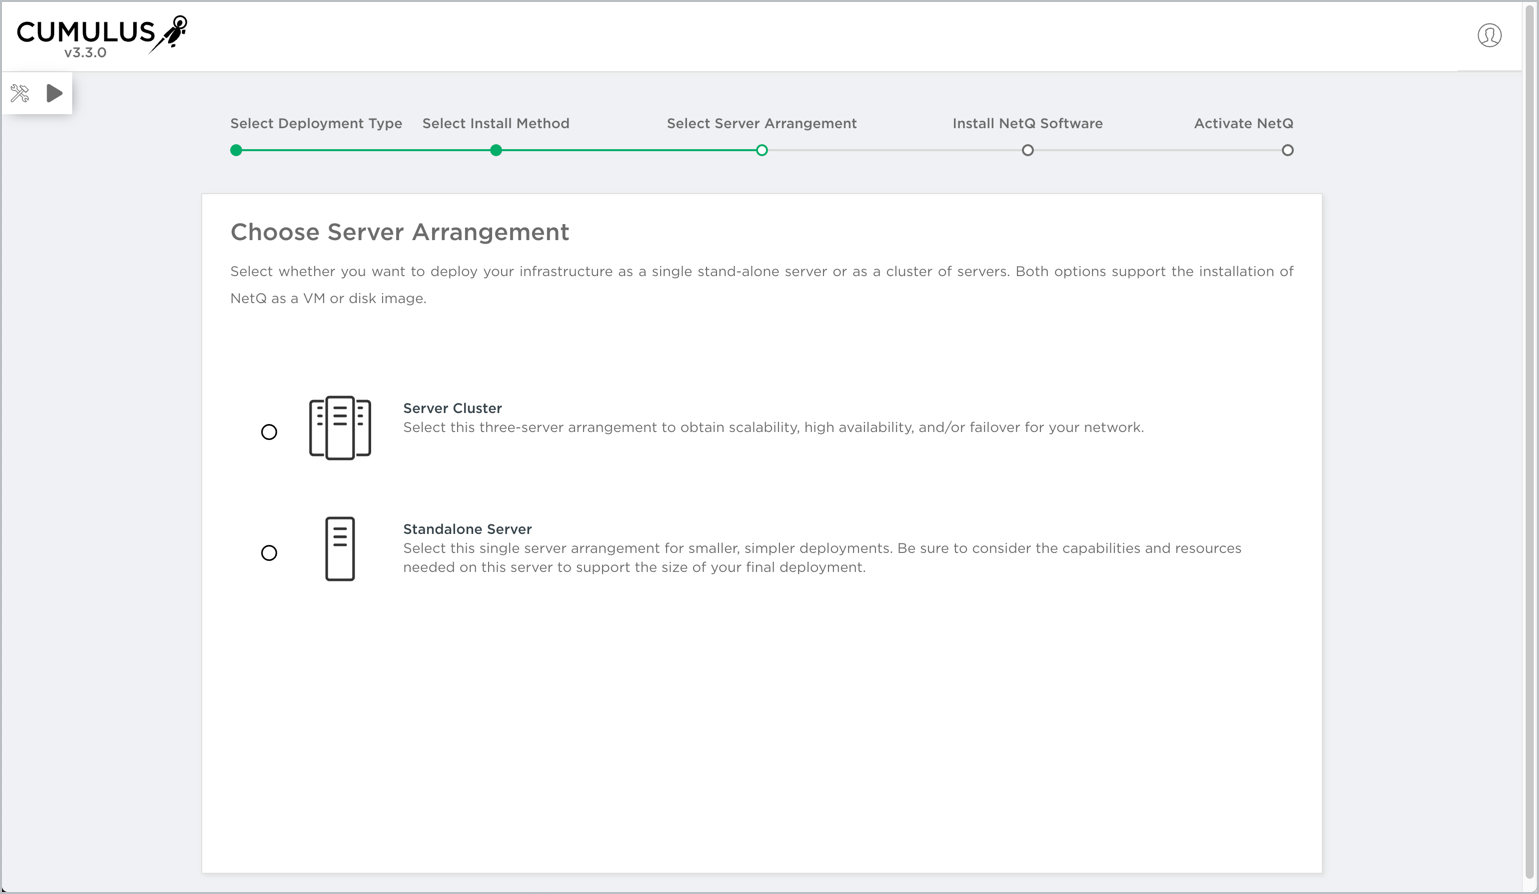 CUMULUS
v3.3.0
Select Deployment Type
Select Install Method
Select Server Arrangement
Install NetQ Software
Activate NetQ
Choose Server Arrangement
Select whether you want to deploy your infrastructure as a single stand-alone server or as a cluster of servers. Both options support the installation of
NetQ as a VM or disk image.
Server Cluster
Select this three-server arrangement to obtain scalability, high availability, and/or failover for your network.
Standalone Server
Select this single server arrangement for smaller, simpler deployments. Be sure to consider the capabilities and resources
needed on this server to support the size of your final deployment.